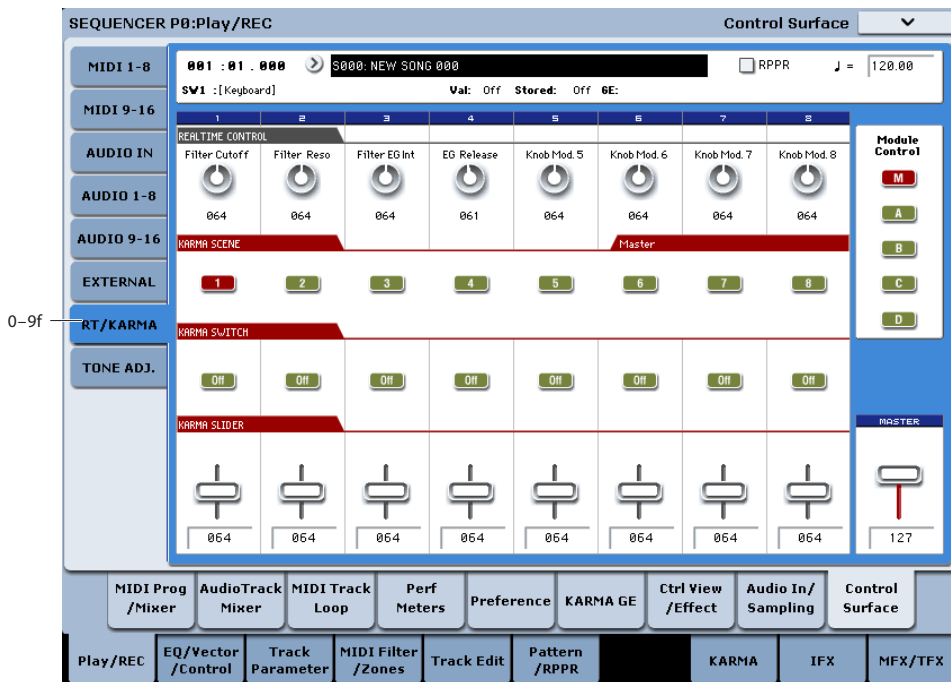 SEQUENCER P0:Play/REC
Control Surface
MIDI 1-8
MIDI 9-16
AUDIO IN
AUDIO 1-8
AUDIO 9-16
EXTERNAL
0–9f
RT/KARMA
TONE ADJ.
001 :01 . 000
S000: NEW SONG 000
RPPR
♩ = 120.00
SW1 :[Keyboard]
Val: Off Stored: Off GE:
1 2 3 4 5 6 7 8
REALTIME CONTROL
Filter Cutoff Filter Reso Filter EG Int EG Release Knob Mod. 5 Knob Mod. 6 Knob Mod. 7 Knob Mod. 8
064 064 064 061 064 064 064 064
KARMA SCENE
Master
1 2 3 4 5 6 7 8
KARMA SWITCH
Off Off Off Off Off Off Off Off
KARMA SLIDER
064 064 064 064 064 064 064 064
Module
Control
M
A
B
C
D
MASTER
127
MIDI Prog
/Mixer
AudioTrack
Mixer
MIDI Track
Loop
Perf
Meters
Preference
KARMA GE
Ctrl View
/Effect
Audio In/
Sampling
Control
Surface
Play/REC
EQ/Vector
/Control
Track
Parameter
MIDI Filter
/Zones
Track Edit
Pattern
/RPPR
KARMA
IFX
MFX/TFX